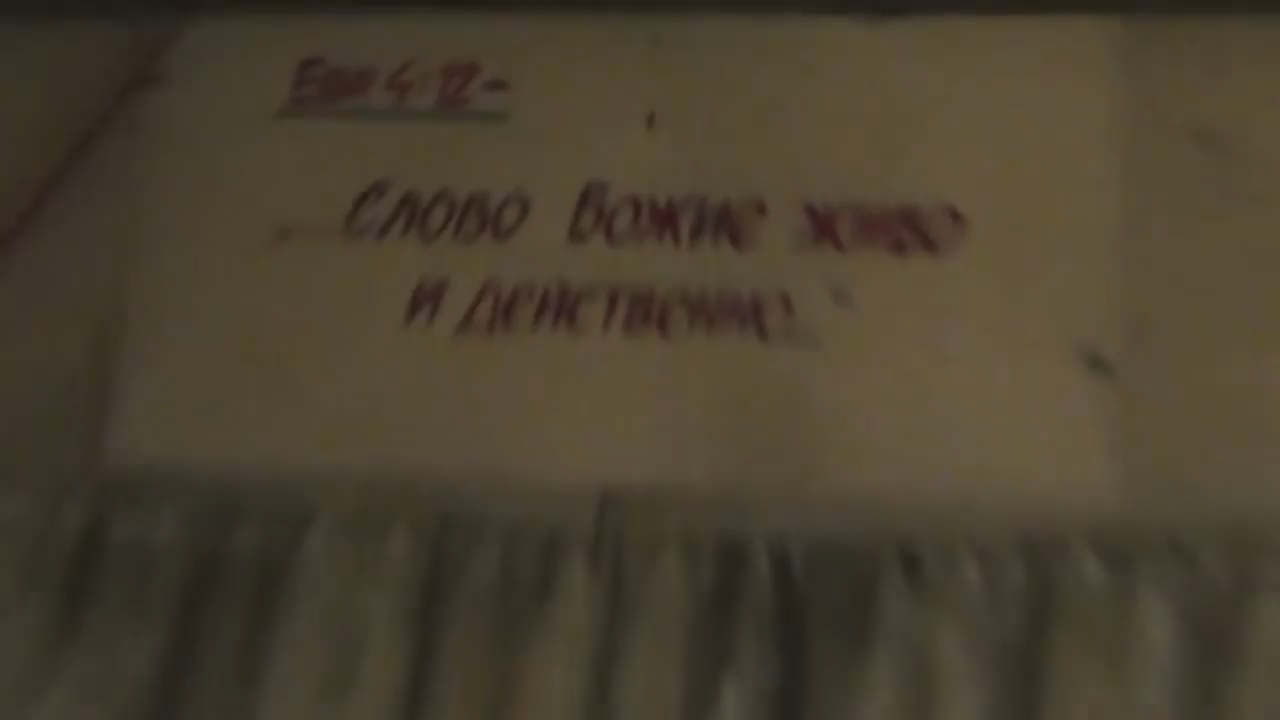 Евр 4:12-
Слово Божие живо
и действенно